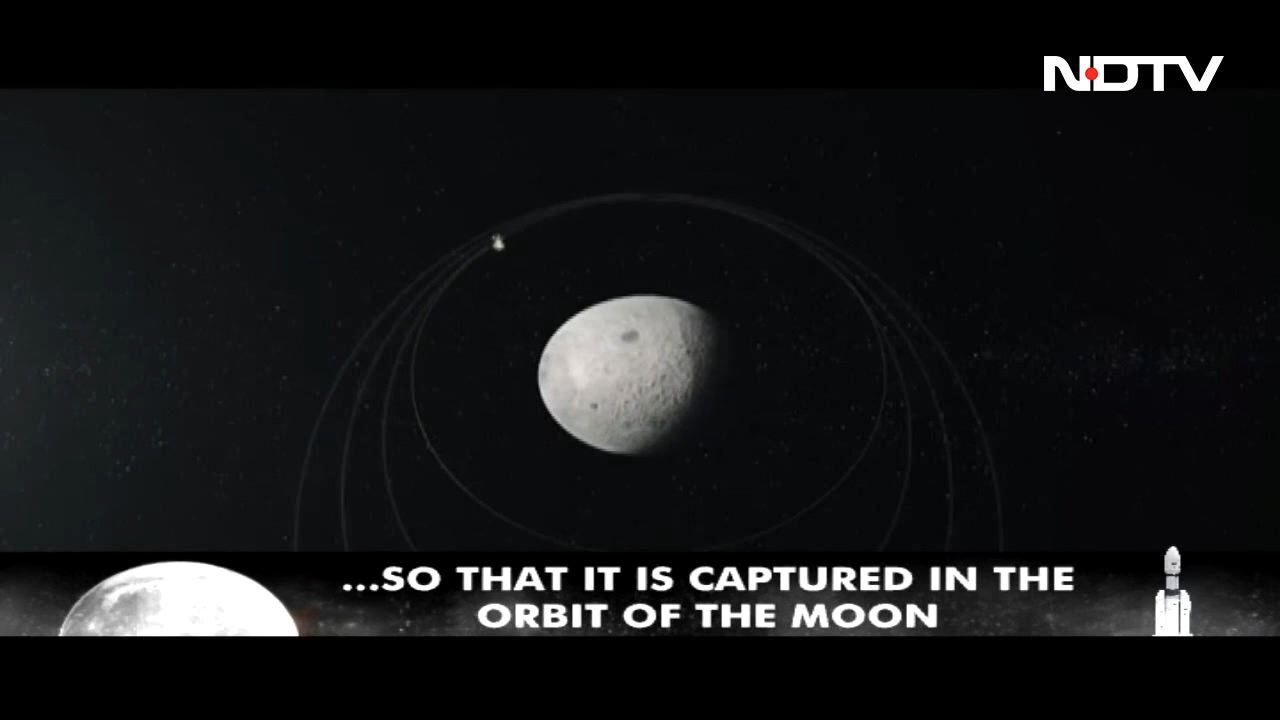 NDTV
...SO THAT IT IS CAPTURED IN THE
ORBIT OF THE MOON